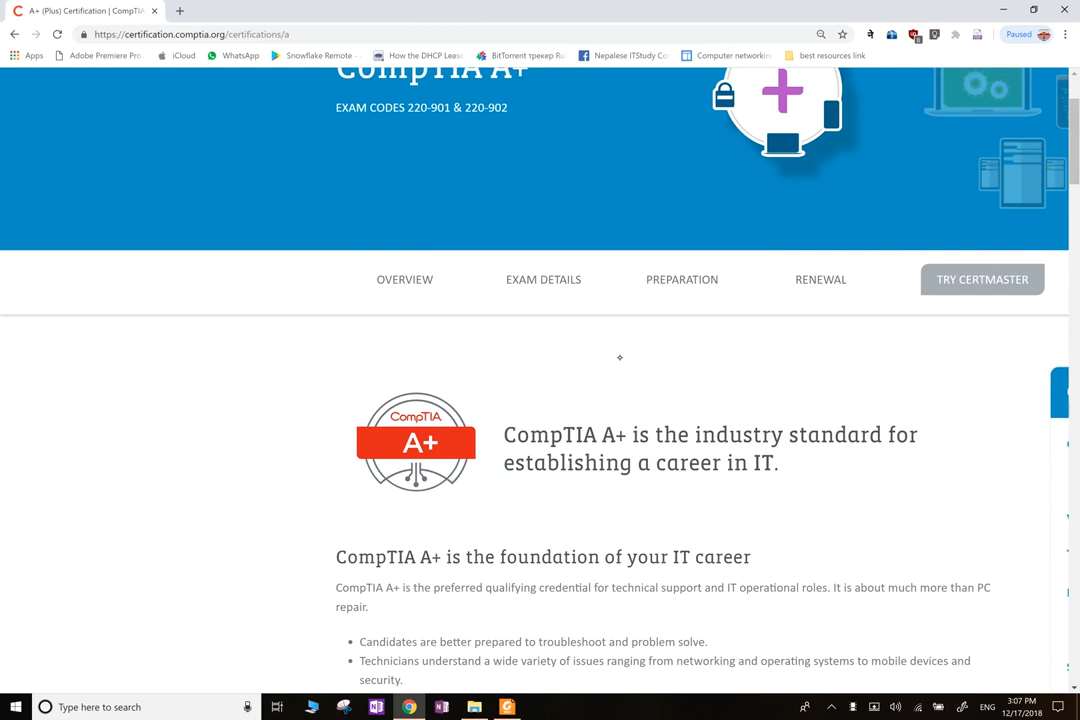 A+ (Plus) Certification | CompTIA
https://certification.comptia.org/certifications/a
Paused
Apps
Adobe Premiere Pro
iCloud
WhatsApp
Snowflake Remote -
How the DHCP Lease
BitTorrent трекер Ru
Nepalese ITStudy Co
Computer networkin
best resources link
CompTIA A+
EXAM CODES 220-901 & 220-902
OVERVIEW
EXAM DETAILS
PREPARATION
RENEWAL
TRY CERTMASTER
CompTIA
A+
CompTIA A+ is the industry standard for
establishing a career in IT.
CompTIA A+ is the foundation of your IT career
CompTIA A+ is the preferred qualifying credential for technical support and IT operational roles. It is about much more than PC
repair.
Candidates are better prepared to troubleshoot and problem solve.
Technicians understand a wide variety of issues ranging from networking and operating systems to mobile devices and
security.
Type here to search
ENG
3:07 PM
12/17/2018